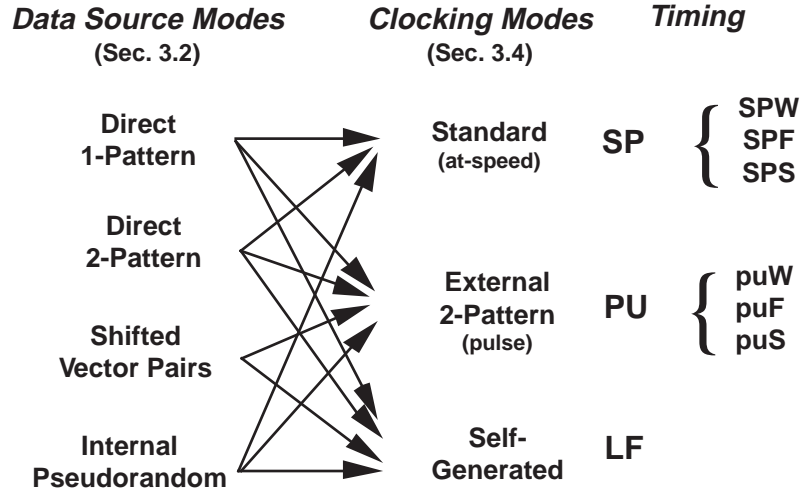 Data Source Modes
(Sec. 3.2)
Clocking Modes
(Sec. 3.4)
Timing
Direct
1-Pattern
Direct
2-Pattern
Shifted
Vector Pairs
Internal
Pseudorandom
Standard
(at-speed)
SP
SPW
SPF
SPS
External
2-Pattern
(pulse)
PU
puW
puF
puS
Self-
Generated
LF